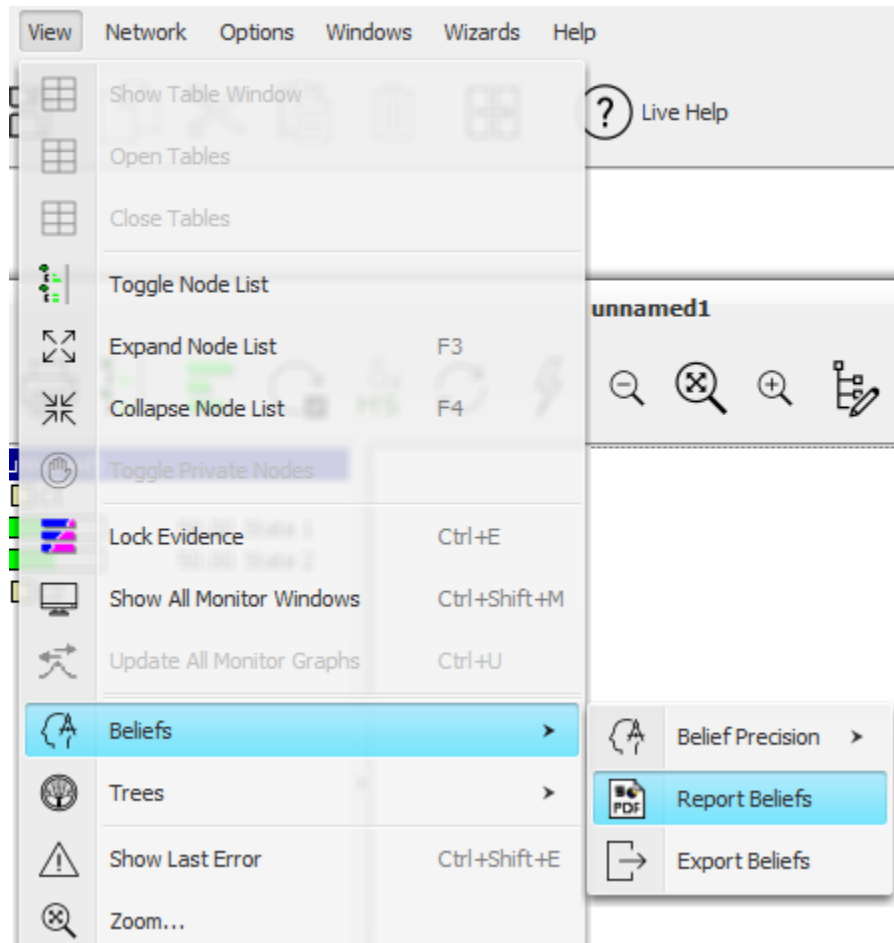 View Network Options Windows Wizards Help
Show Table Window
Live Help
Open Tables
Close Tables
Toggle Node List
unnamed1
Expand Node List F3
Collapse Node List F4
Toggle Private Nodes
Lock Evidence Ctrl+E
Show All Monitor Windows Ctrl+Shift+M
Update All Monitor Graphs Ctrl+U
Beliefs
Belief Precision
Trees
PDF Report Beliefs
Show Last Error Ctrl+Shift+E
Export Beliefs
Zoom...